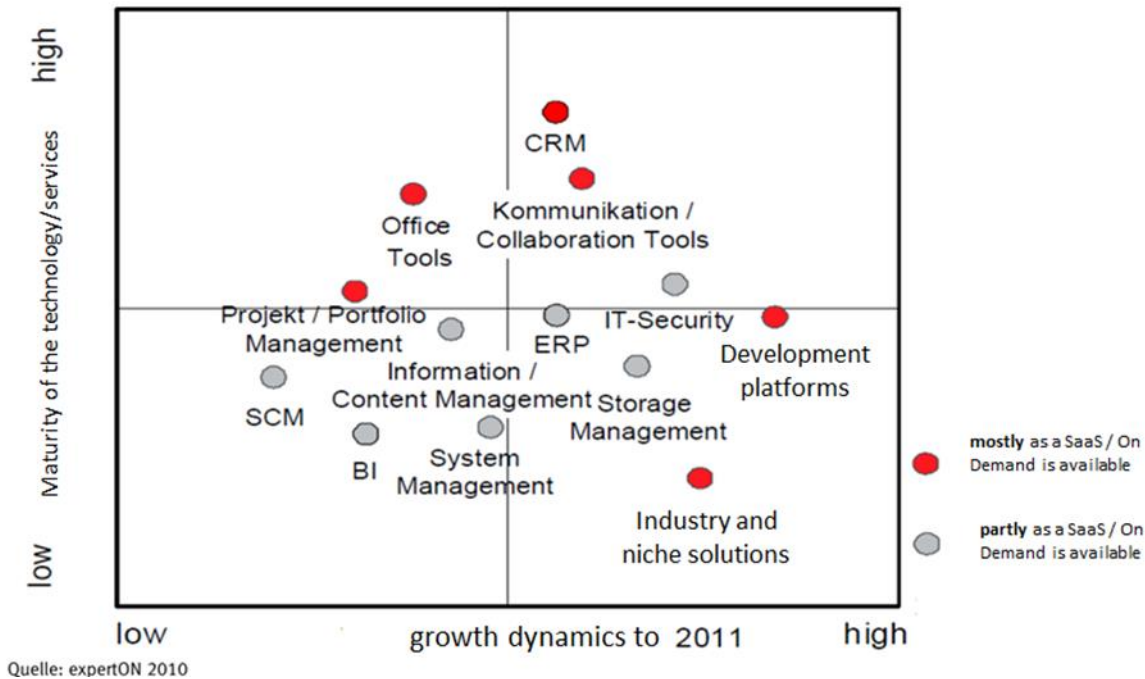 high
Maturity of the technology/services
low
CRM
Kommunikation /
Collaboration Tools
Office
Tools
Projekt / Portfolio
Management
IT-Security
ERP
Development
platforms
Information /
Content Management
Storage
Management
SCM
BI
System
Management
Industry and
niche solutions
mostly as a SaaS / On
Demand is available
partly as a SaaS / On
Demand is available
low
growth dynamics to 2011
high
Quelle: expertON 2010